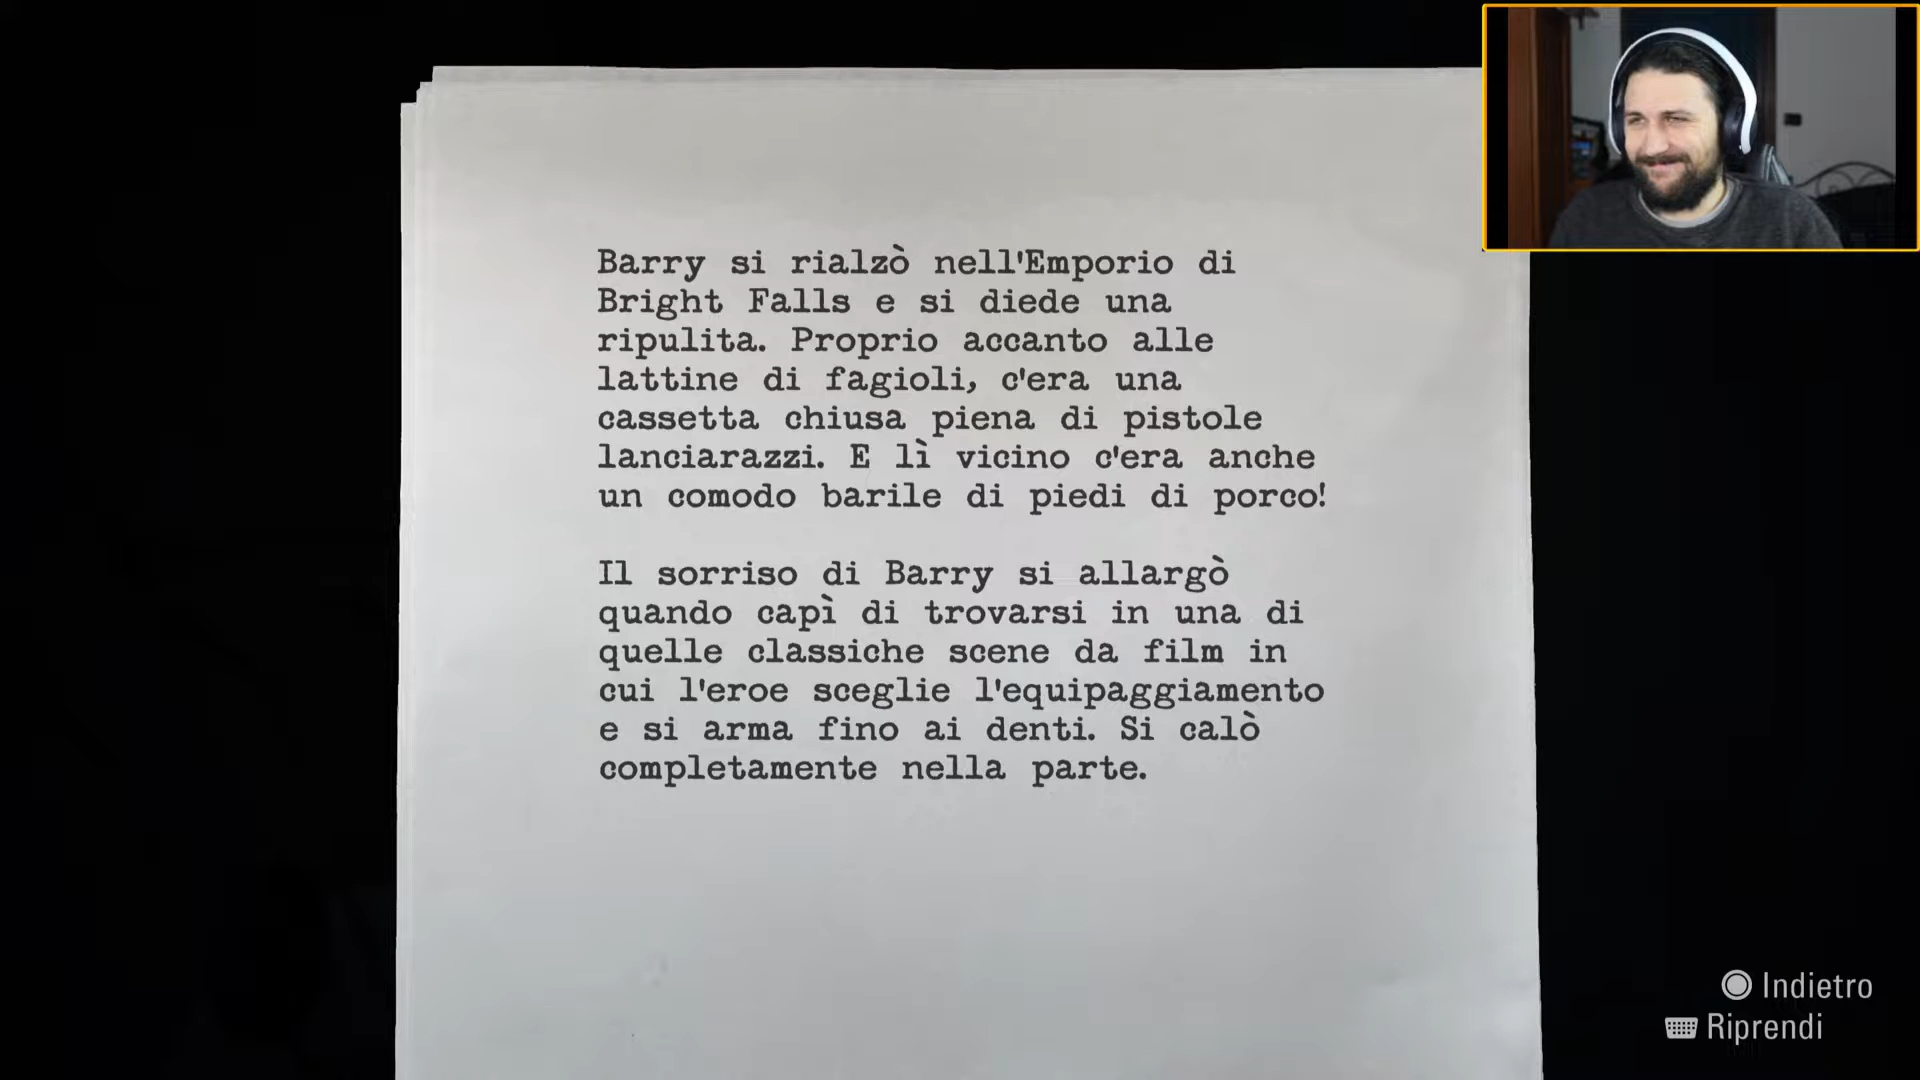 Barry si rialzò nell'Emporio di
Bright Falls e si diede una
ripulita. Proprio accanto alle
lattine di fagioli, c'era una
cassetta chiusa piena di pistole
lanciarazzi. E lì vicino c'era anche
un comodo barile di piedi di porco!
Il sorriso di Barry si allargò
quando capì di trovarsi in una di
quelle classiche scene da film in
cui l'eroe sceglie l'equipaggiamento
e si arma fino ai denti. Si calò
completamente nella parte.
Indietro
Riprendi